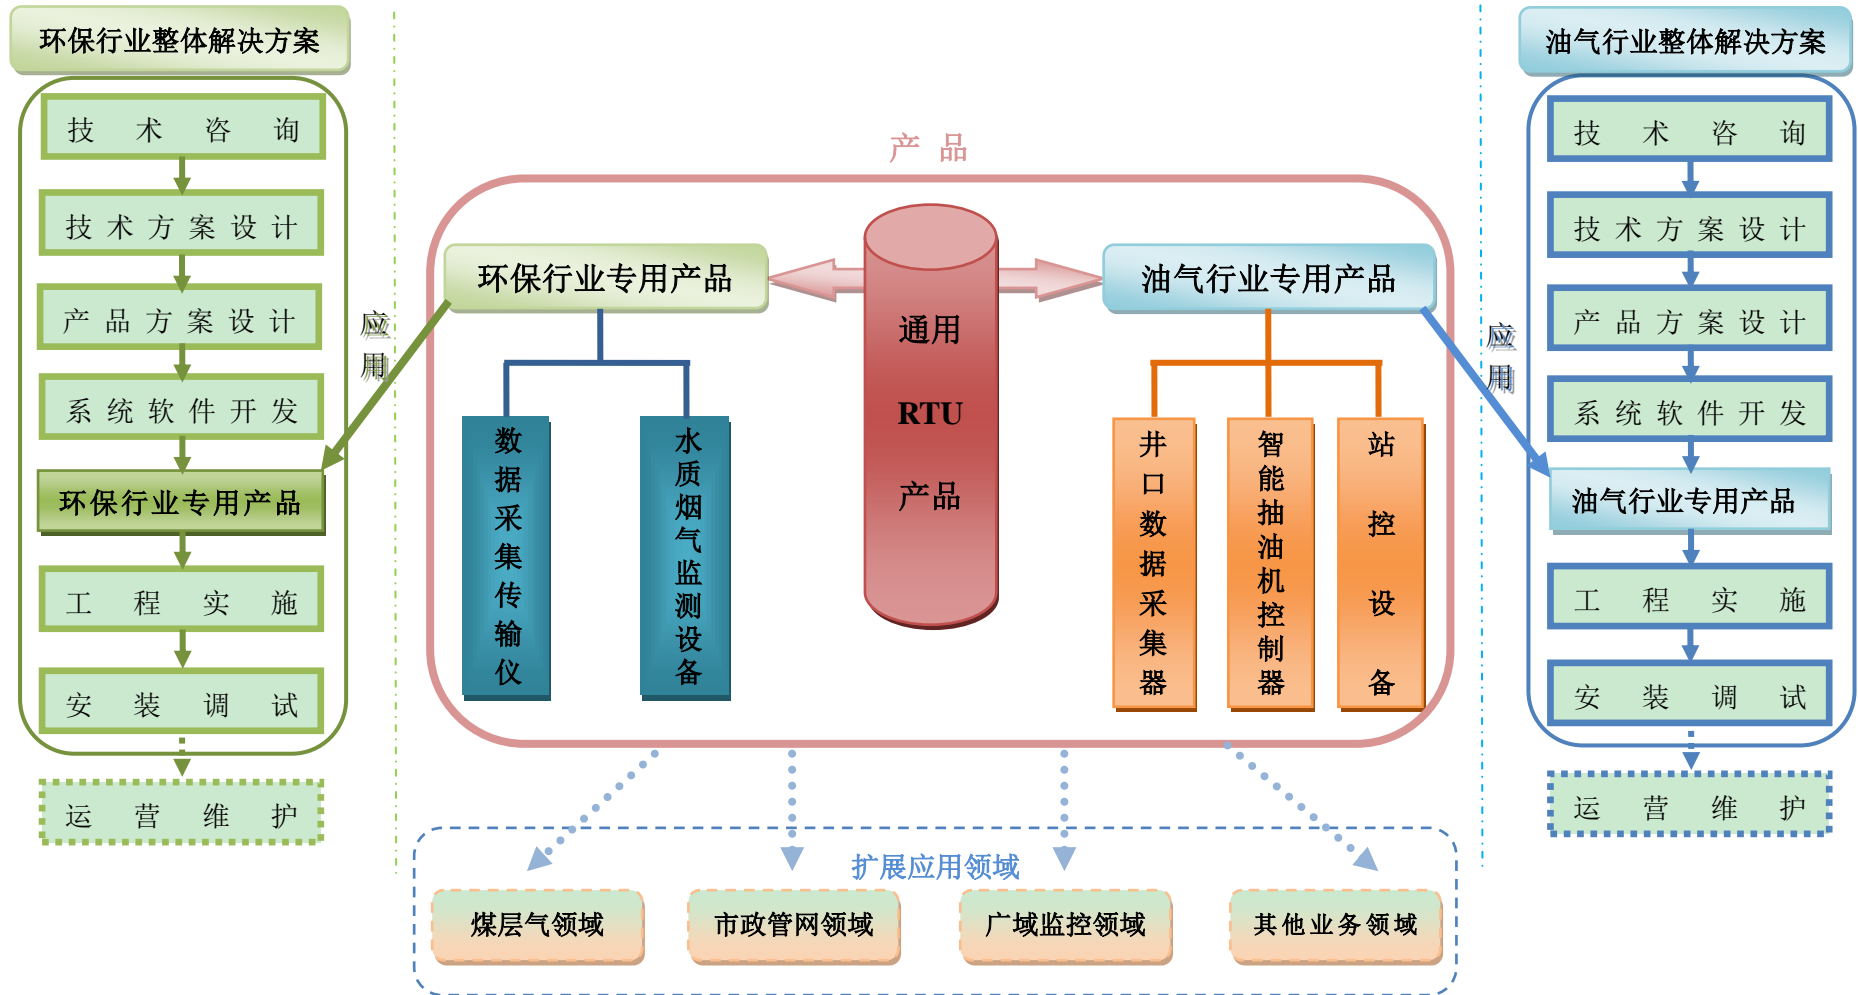 环保行业整体解决方案
技术咨询
技术方案设计
产品方案设计
系统软件开发
环保行业专用产品
工程实施
安装调试
运营维护
应用
产品
环保行业专用产品
数据采集传输仪
水质烟气监测设备
通用
RTU
产品
油气行业专用产品
井口数据采集器
智能抽油机控制器
站控设备
扩展应用领域
煤层气领域
市政管网领域
广域监控领域
其他业务领域
应用
油气行业整体解决方案
技术咨询
技术方案设计
产品方案设计
系统软件开发
油气行业专用产品
工程实施
安装调试
运营维护